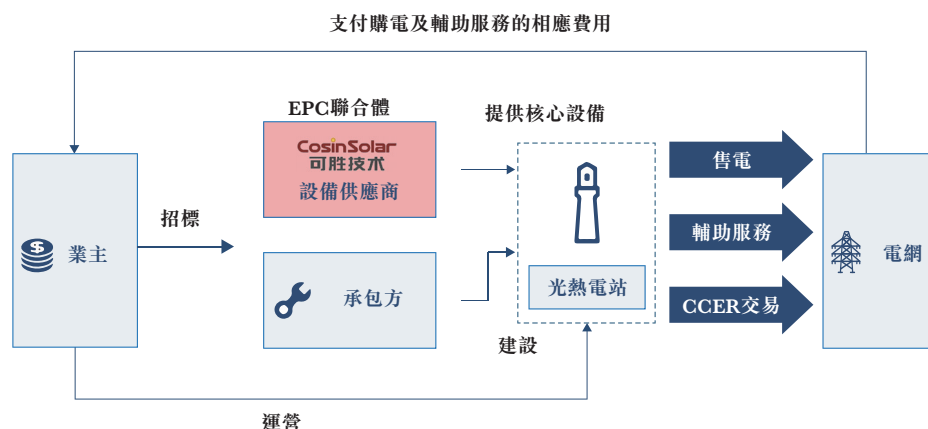 支付購電及輔助服務的相應費用
EPC聯合體
提供核心設備
CosinSolar
可胜技术
設備供應商
售電
招標
業主
輔助服務
電網
承包方
光熱電站
CCER交易
建設
運營